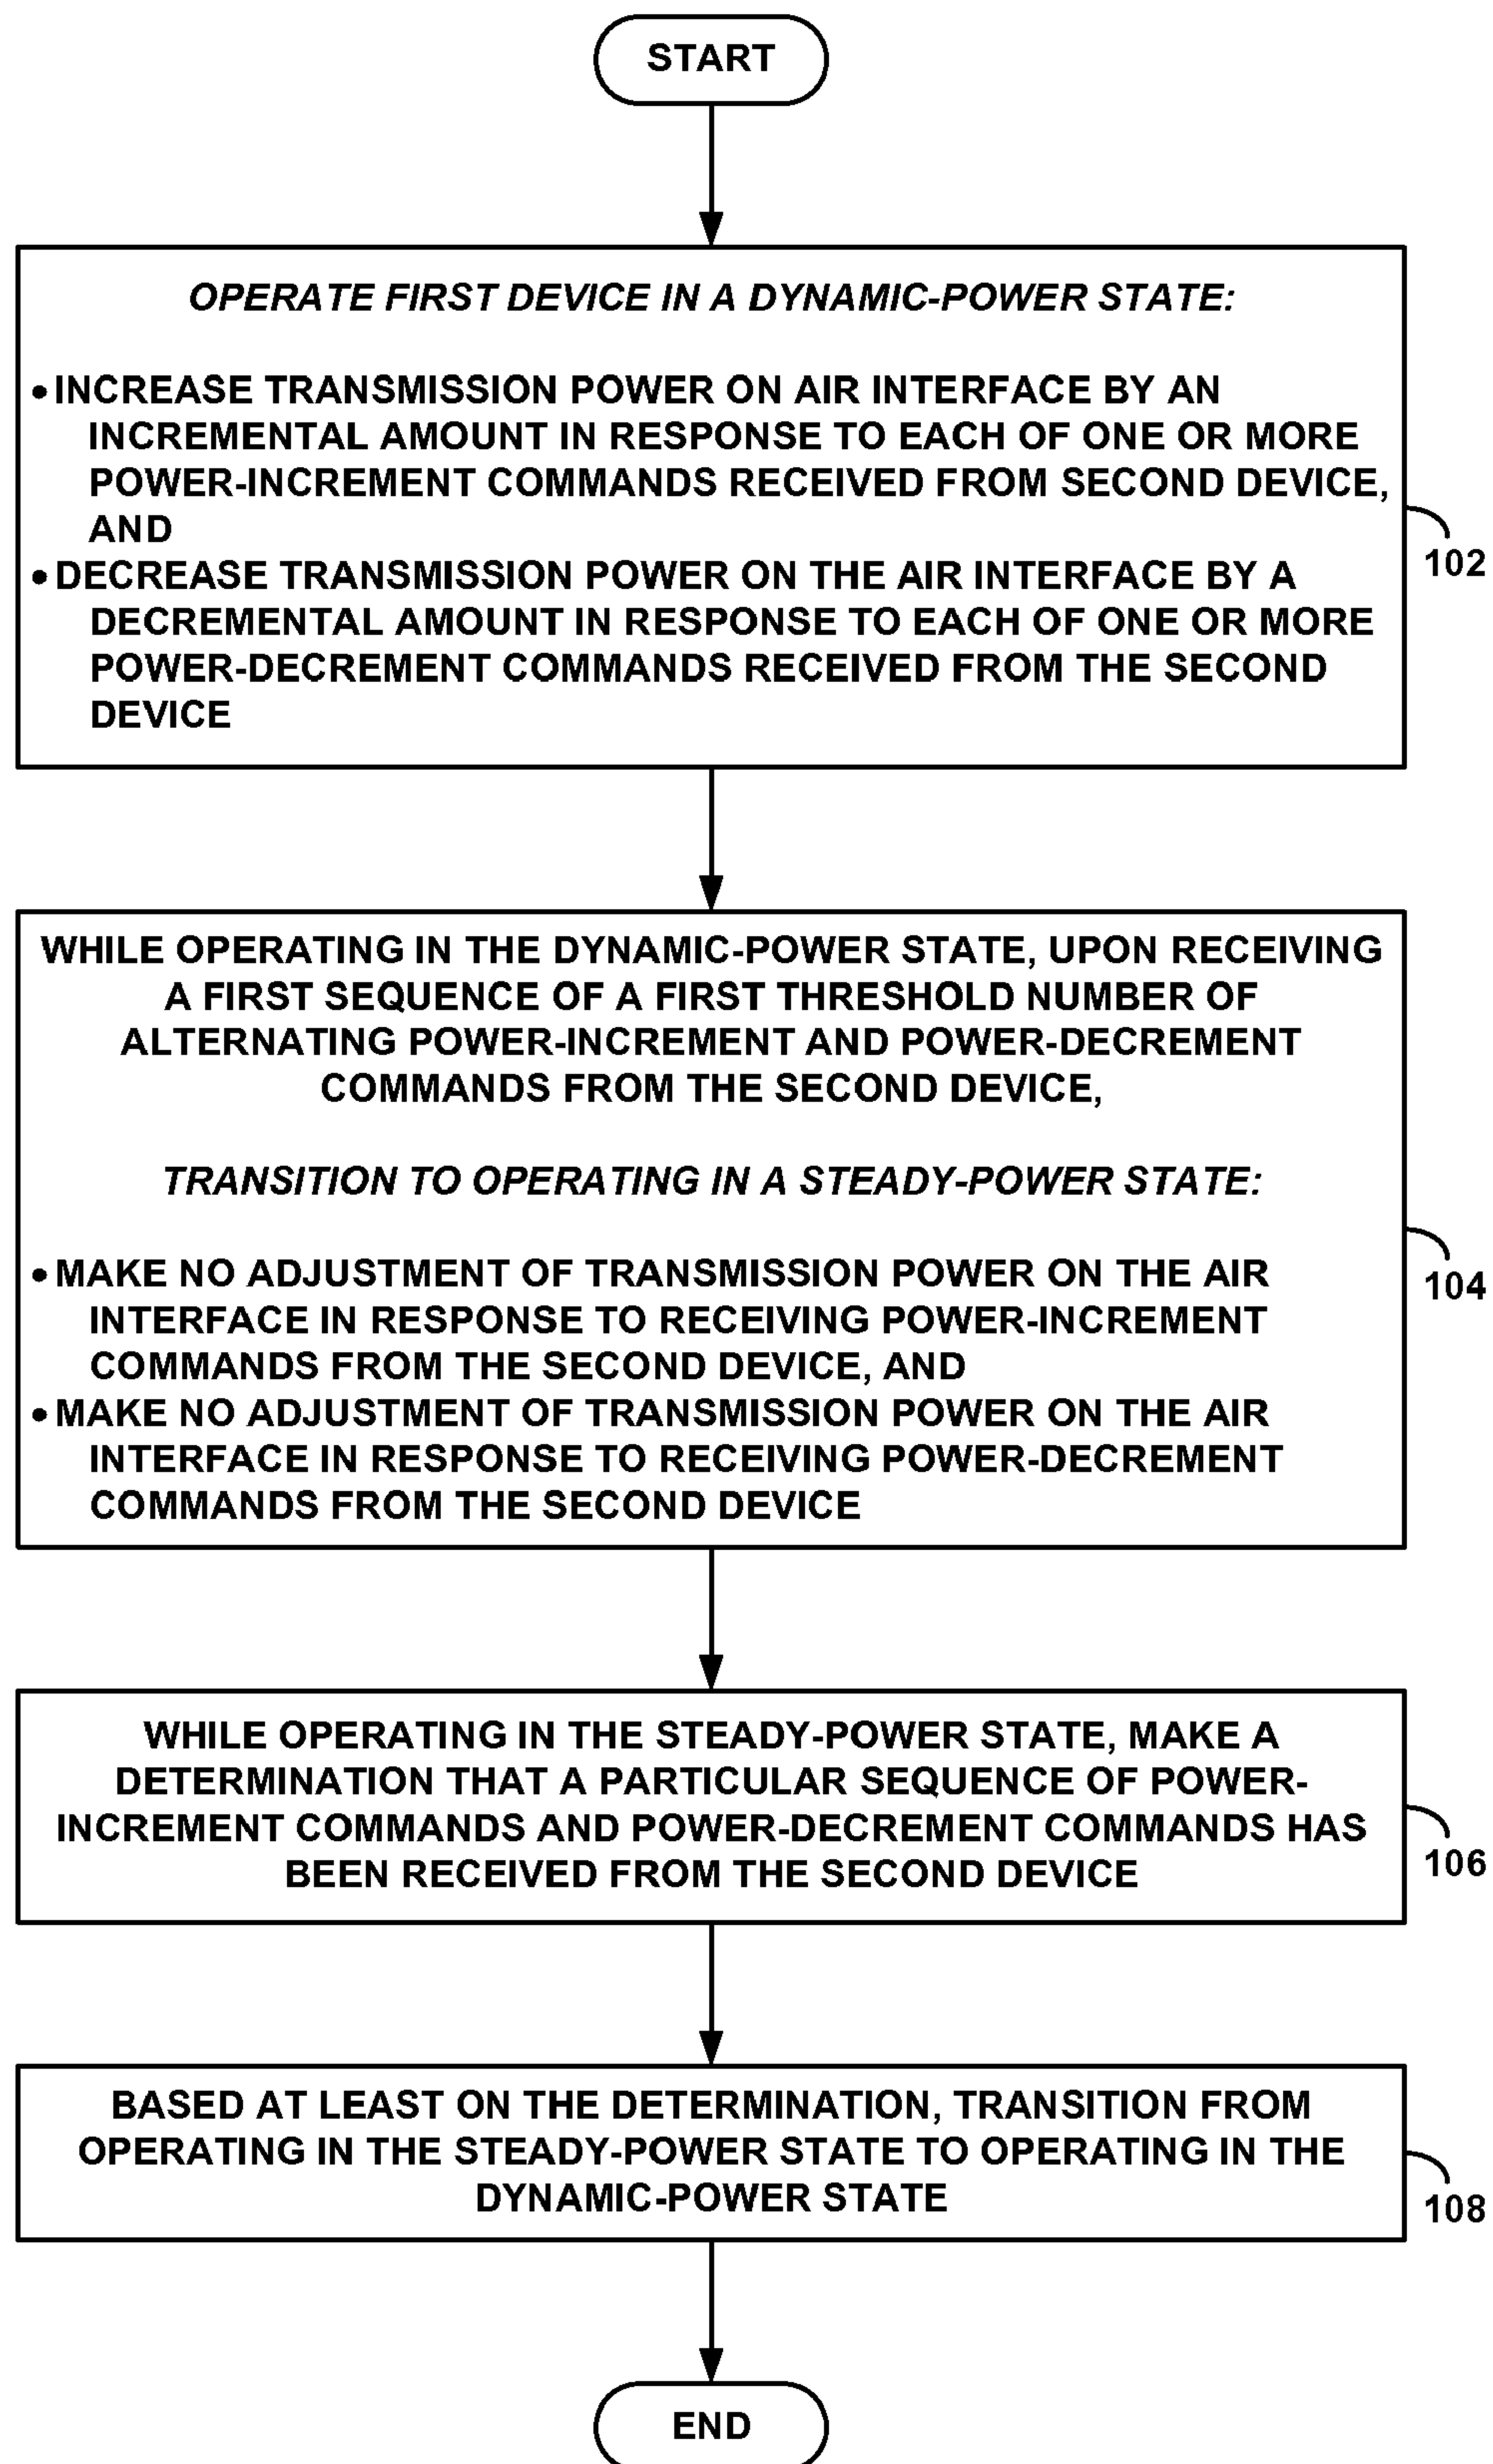 START
OPERATE FIRST DEVICE IN A DYNAMIC-POWER STATE:
• INCREASE TRANSMISSION POWER ON AIR INTERFACE BY AN
INCREMENTAL AMOUNT IN RESPONSE TO EACH OF ONE OR MORE
POWER-INCREMENT COMMANDS RECEIVED FROM SECOND DEVICE,
AND
• DECREASE TRANSMISSION POWER ON THE AIR INTERFACE BY A
DECREMENTAL AMOUNT IN RESPONSE TO EACH OF ONE OR MORE
POWER-DECREMENT COMMANDS RECEIVED FROM THE SECOND
DEVICE
102
WHILE OPERATING IN THE DYNAMIC-POWER STATE, UPON RECEIVING
A FIRST SEQUENCE OF A FIRST THRESHOLD NUMBER OF
ALTERNATING POWER-INCREMENT AND POWER-DECREMENT
COMMANDS FROM THE SECOND DEVICE,
TRANSITION TO OPERATING IN A STEADY-POWER STATE:
• MAKE NO ADJUSTMENT OF TRANSMISSION POWER ON THE AIR
INTERFACE IN RESPONSE TO RECEIVING POWER-INCREMENT
COMMANDS FROM THE SECOND DEVICE, AND
• MAKE NO ADJUSTMENT OF TRANSMISSION POWER ON THE AIR
INTERFACE IN RESPONSE TO RECEIVING POWER-DECREMENT
COMMANDS FROM THE SECOND DEVICE
104
WHILE OPERATING IN THE STEADY-POWER STATE, MAKE A
DETERMINATION THAT A PARTICULAR SEQUENCE OF POWER-
INCREMENT COMMANDS AND POWER-DECREMENT COMMANDS HAS
BEEN RECEIVED FROM THE SECOND DEVICE
106
BASED AT LEAST ON THE DETERMINATION, TRANSITION FROM
OPERATING IN THE STEADY-POWER STATE TO OPERATING IN THE
DYNAMIC-POWER STATE
108
END